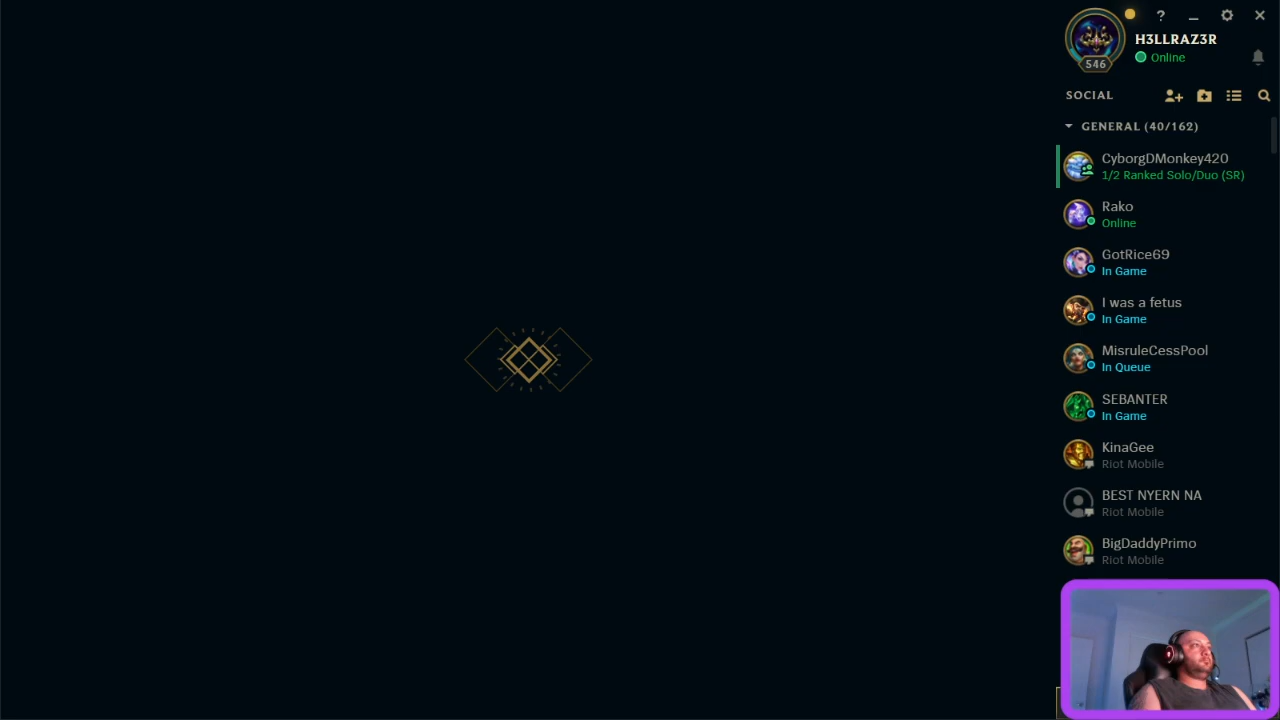 ?
H3LLRAZ3R
Online
546
SOCIAL
GENERAL (40/162)
CyborgDMonkey420
1/2 Ranked Solo/Duo (SR)
Rako
Online
GotRice69
In Game
I was a fetus
In Game
MisruleCessPool
In Queue
SEBANTER
In Game
KinaGee
Riot Mobile
BEST NYERN NA
Riot Mobile
BigDaddyPrimo
Riot Mobile